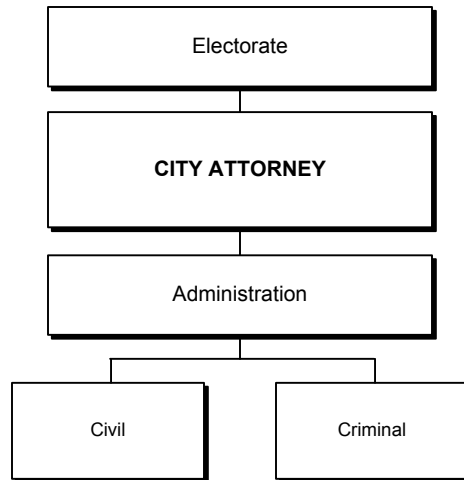 Electorate
CITY ATTORNEY
Administration
Civil
Criminal